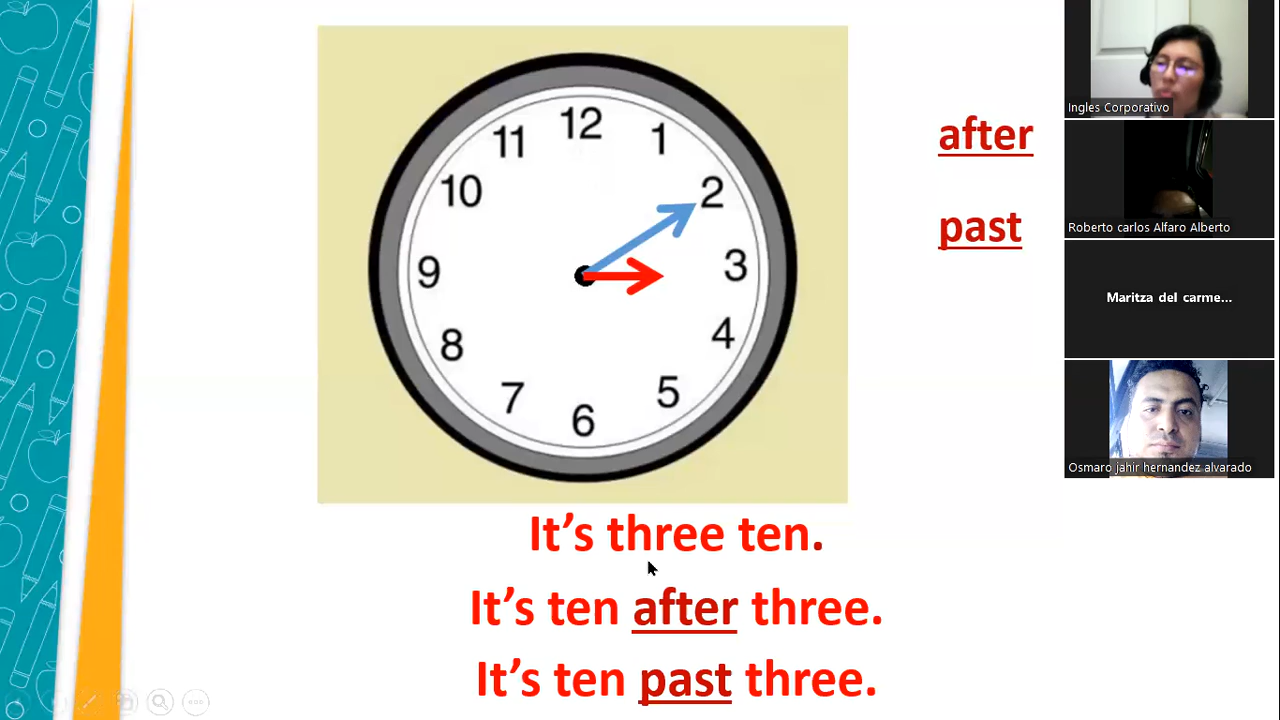 12
11
1
10
2
9
3
8
4
7
5
6
after
past
It's three ten.
It's ten after three.
It's ten past three.
Ingles Corporativo
Roberto carlos Alfaro Alberto
Maritza del carme...
Osmaro jahir hernandez alvarado